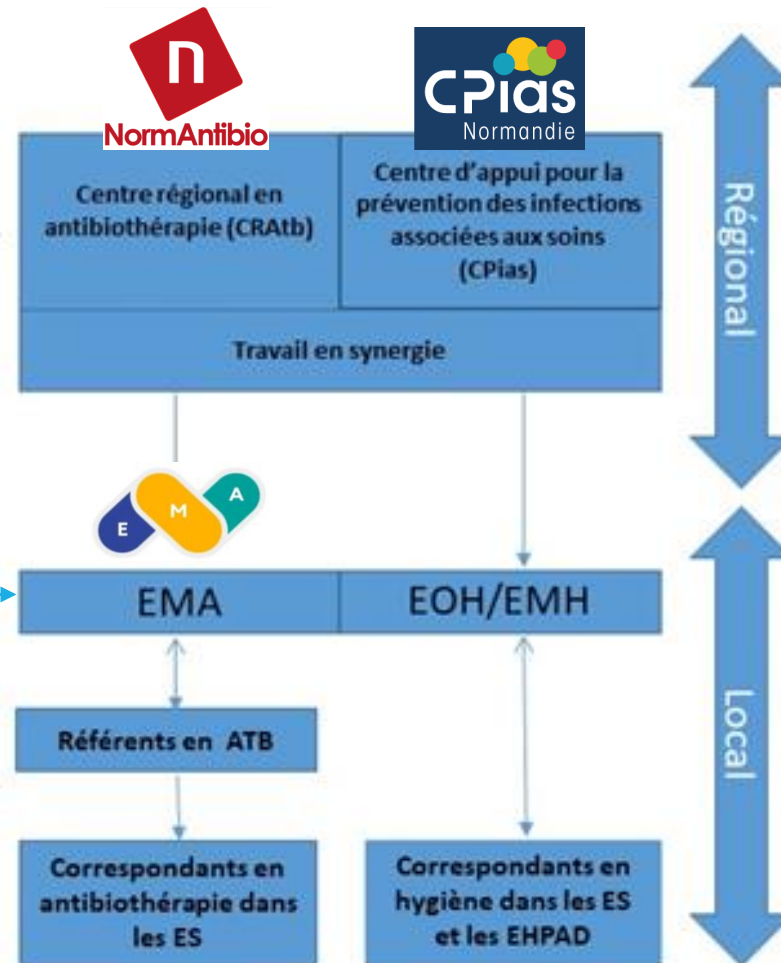 n
NormAntibio
CPias
Normandie
Centre régional en
antibiothérapie (CRAtb)
Centre d'appui pour la
prévention des infections
associées aux soins
(CPias)
Travail en synergie
Régional
E M A
EMA
EOH/EMH
Référents en ATB
Local
Correspondants en
antibiothérapie dans
les ES
Correspondants en
hygiène dans les ES
et les EHPAD